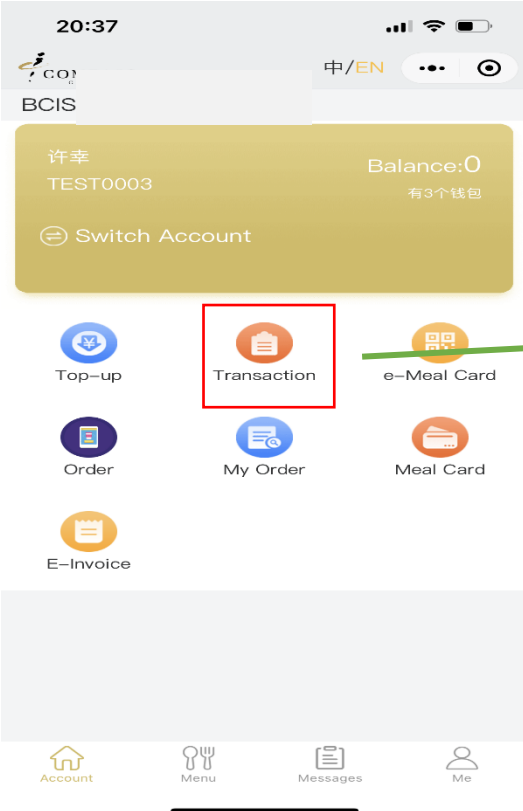 20:37
中/EN
BCIS
许幸
Balance:0
TEST0003
有3个钱包
Switch Account
Top-up
Transaction
e-Meal Card
Order
My Order
Meal Card
E-Invoice
Account
Menu
Messages
Me